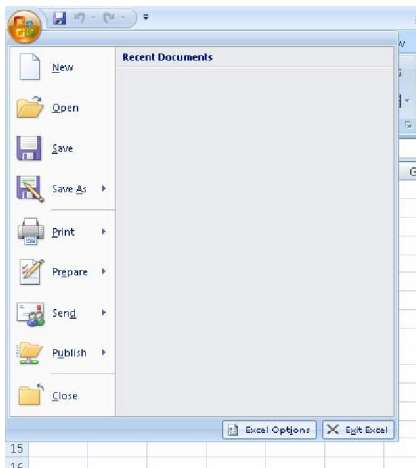 Recent Documents
New
Open
Save
Save As
Print
Prepare
Send
Publish
Close
Excel Options
Exit Excel
15
16